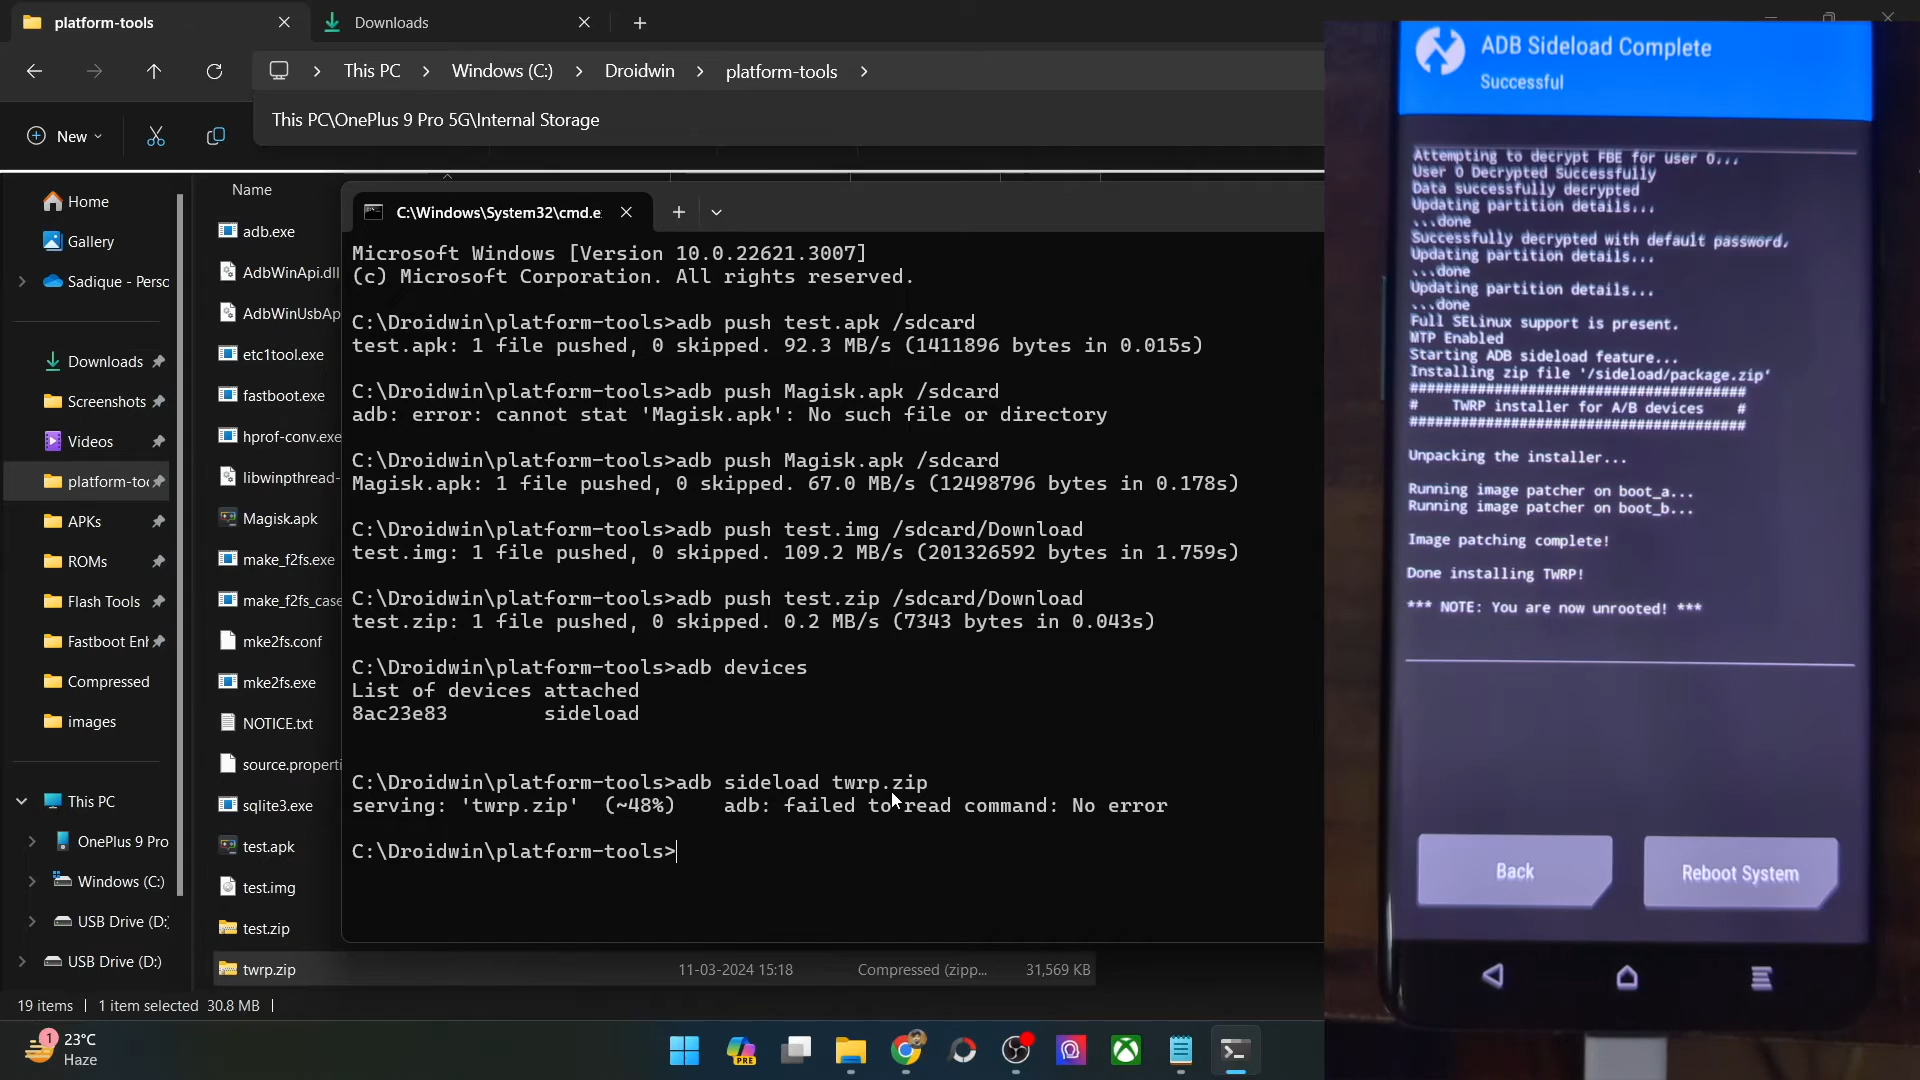 platform-tools
Downloads
This PC > Windows (C:) > Droidwin > platform-tools >
This PC\OnePlus 9 Pro 5G\Internal Storage
New
Home
Gallery
Sadique - Perso
Downloads
Screenshots
Videos
platform-too
APKs
ROMs
Flash Tools
Fastboot Enh
Compressed
images
This PC
OnePlus 9 Pro
Windows (C:)
USB Drive (D:
USB Drive (D:)
Name
adb.exe
AdbWinApi.dll
AdbWinUsbAp
etc1tool.exe
fastboot.exe
hprof-conv.exe
libwinpthread-
Magisk.apk
make_f2fs.exe
make_f2fs_case
mke2fs.conf
mke2fs.exe
NOTICE.txt
source.properti
sqlite3.exe
test.apk
test.img
test.zip
twrp.zip 11-03-2024 15:18 Compressed (zipp... 31,569 KB
19 items 1 item selected 30.8 MB
C:\Windows\System32\cmd.e
Microsoft Windows [Version 10.0.22621.3007]
(c) Microsoft Corporation. All rights reserved.
C:\Droidwin\platform-tools>adb push test.apk /sdcard
test.apk: 1 file pushed, 0 skipped. 92.3 MB/s (1411896 bytes in 0.015s)
C:\Droidwin\platform-tools>adb push Magisk.apk /sdcard
adb: error: cannot stat 'Magisk.apk': No such file or directory
C:\Droidwin\platform-tools>adb push Magisk.apk /sdcard
Magisk.apk: 1 file pushed, 0 skipped. 67.0 MB/s (12498796 bytes in 0.178s)
C:\Droidwin\platform-tools>adb push test.img /sdcard/Download
test.img: 1 file pushed, 0 skipped. 109.2 MB/s (201326592 bytes in 1.759s)
C:\Droidwin\platform-tools>adb push test.zip /sdcard/Download
test.zip: 1 file pushed, 0 skipped. 0.2 MB/s (7343 bytes in 0.043s)
C:\Droidwin\platform-tools>adb devices
List of devices attached
8ac23e83 sideload
C:\Droidwin\platform-tools>adb sideload twrp.zip
serving: 'twrp.zip' (~48%) adb: failed to read command: No error
C:\Droidwin\platform-tools>
ADB Sideload Complete
Successful
Attempting to decrypt FBE for user 0...
User 0 Decrypted Successfully
Data successfully decrypted
Updating partition details...
...done
Successfully decrypted with default password.
Updating partition details...
...done
Updating partition details...
...done
Full SELinux support is present.
MTP Enabled
Starting ADB sideload feature...
Installing zip file '/sideload/package.zip'
########################################
# TWRP installer for A/B devices #
########################################
Unpacking the installer...
Running image patcher on boot_a...
Running image patcher on boot_b...
Image patching complete!
Done installing TWRP!
*** NOTE: You are now unrooted! ***
Back
Reboot System
1
23°C
Haze
PRE